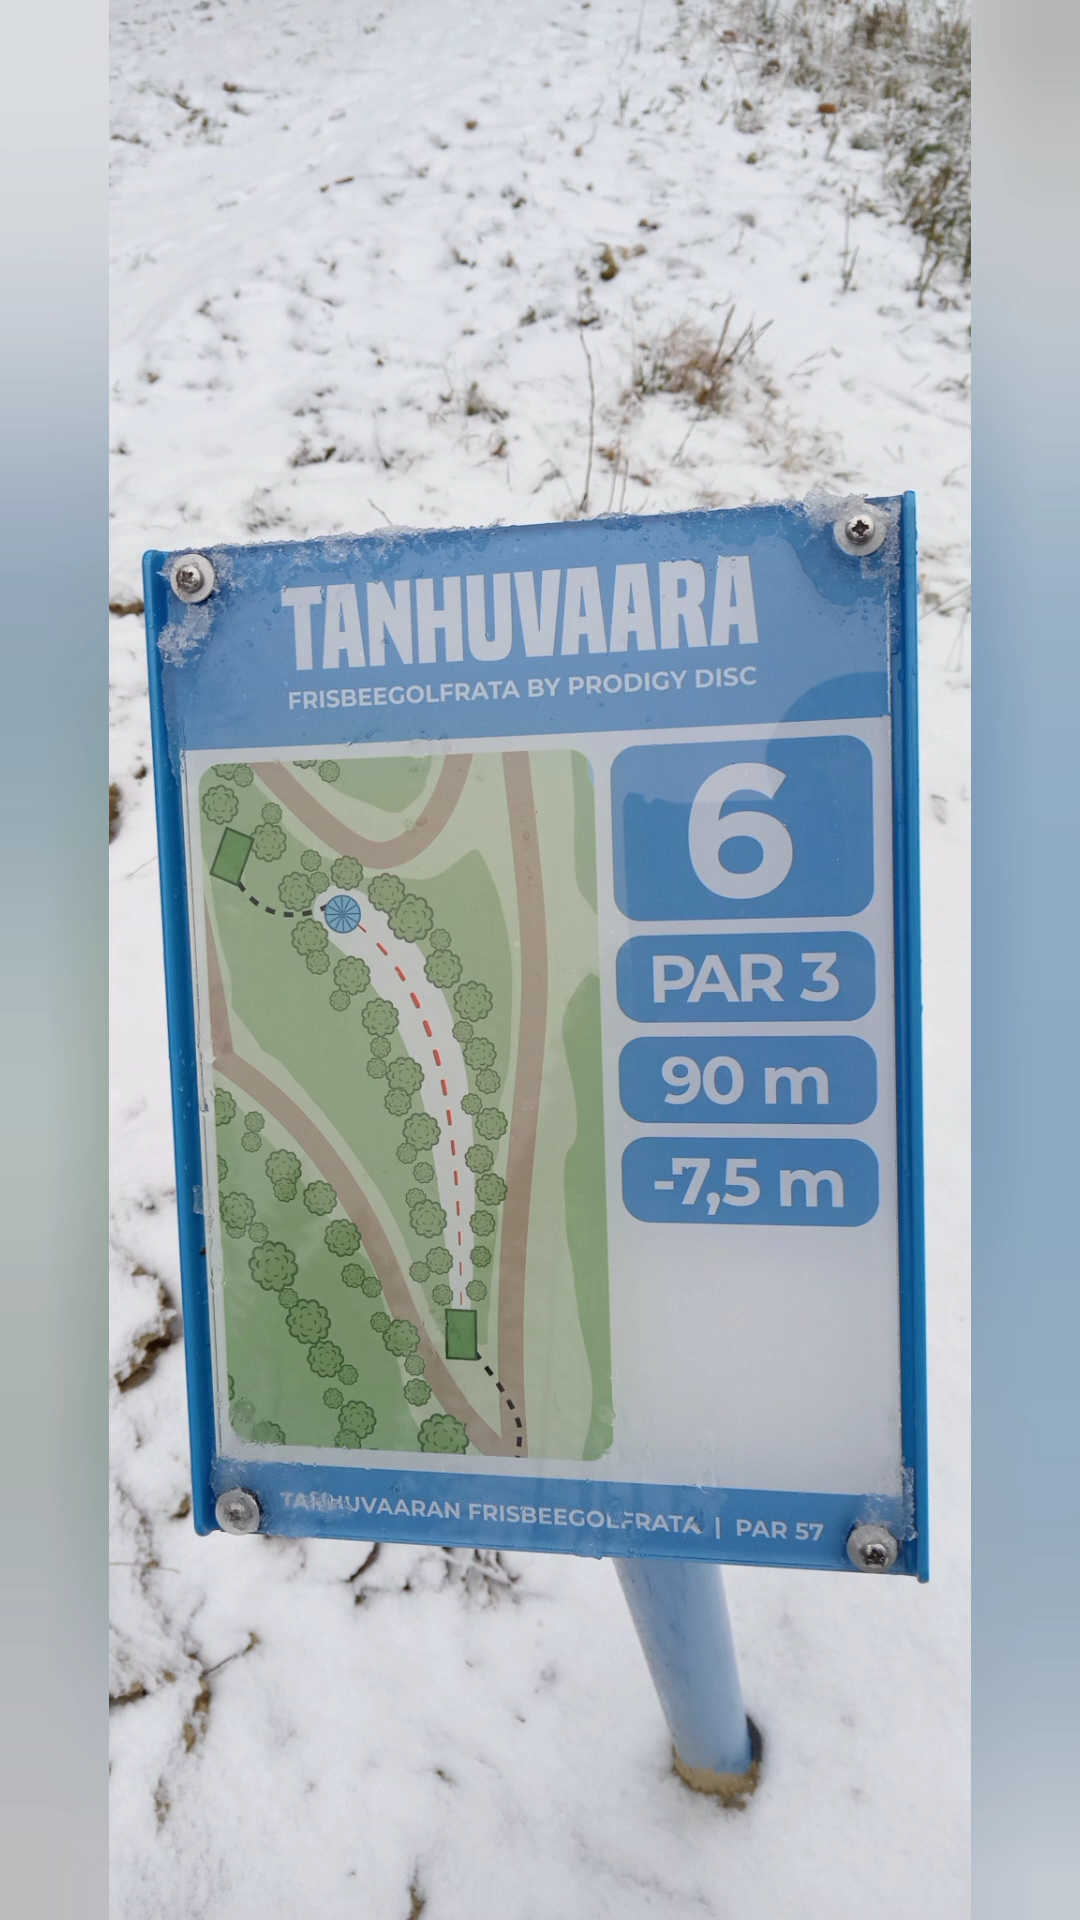 TANHUVAARA
FRISBEEGOLFRATA BY PRODIGY DISC
6
PAR 3
90 m
-7,5 m
TANHUVAARAN FRISBEEGOLFRATA | PAR 57